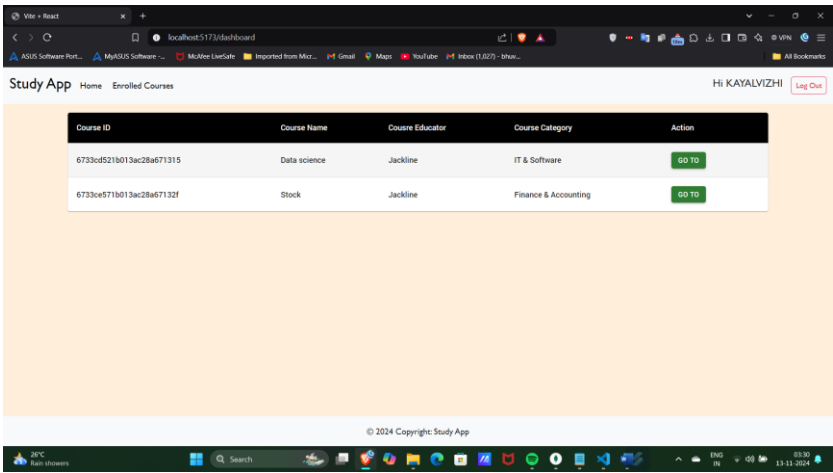 Vite + React
localhost:5173/dashboard
VPN
ASUS Software Port... MyASUS Software -... McAfee LiveSafe Imported from Micr... Gmail Maps YouTube Inbox (1,027) - bhuv... All Bookmarks
Study App Home Enrolled Courses Hi KAYALVIZHI Log Out
Course ID Course Name Cousre Educator Course Category Action
6733cd521b013ac28a671315 Data science Jackline IT & Software GO TO
6733ce571b013ac28a67132f Stock Jackline Finance & Accounting GO TO
© 2024 Copyright: Study App
26°C Search ENG 03:30
Rain showers IN 13-11-2024